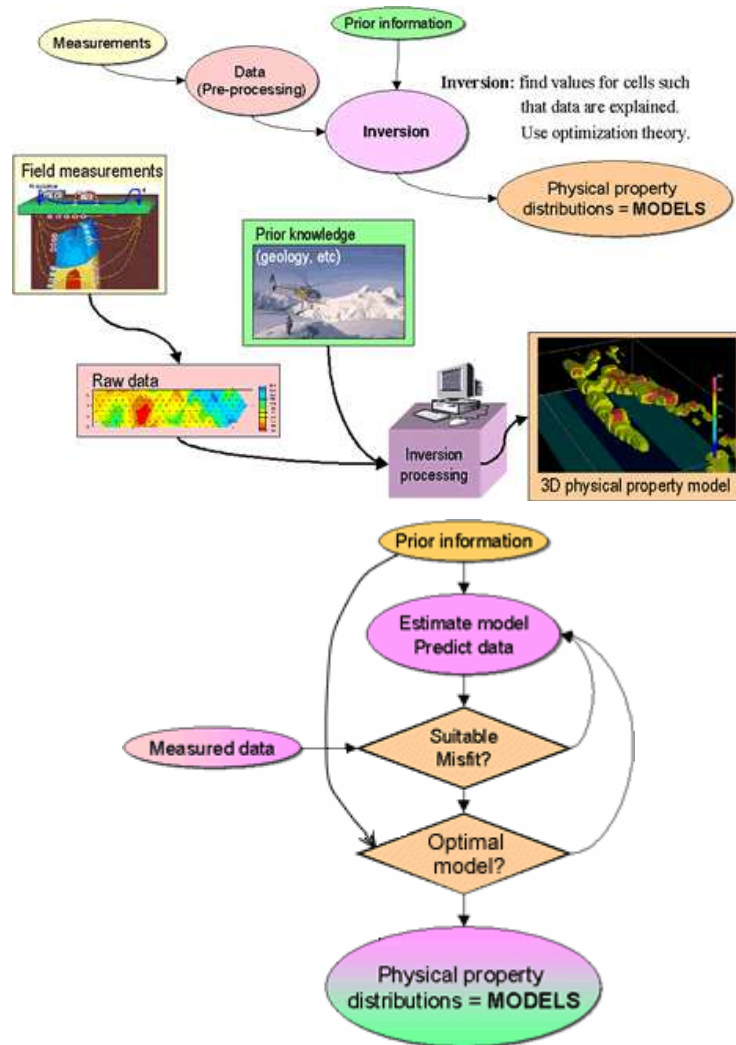 Prior information
Measurements
Data
(Pre-processing)
Inversion: find values for cells such
that data are explained.
Use optimization theory.
Inversion
Physical property
distributions = MODELS
Field measurements
Prior knowledge
(geology, etc)
Raw data
Inversion
processing
3D physical property model
Prior information
Estimate model
Predict data
Measured data
Suitable
Misfit?
Optimal
model?
Physical property
distributions = MODELS